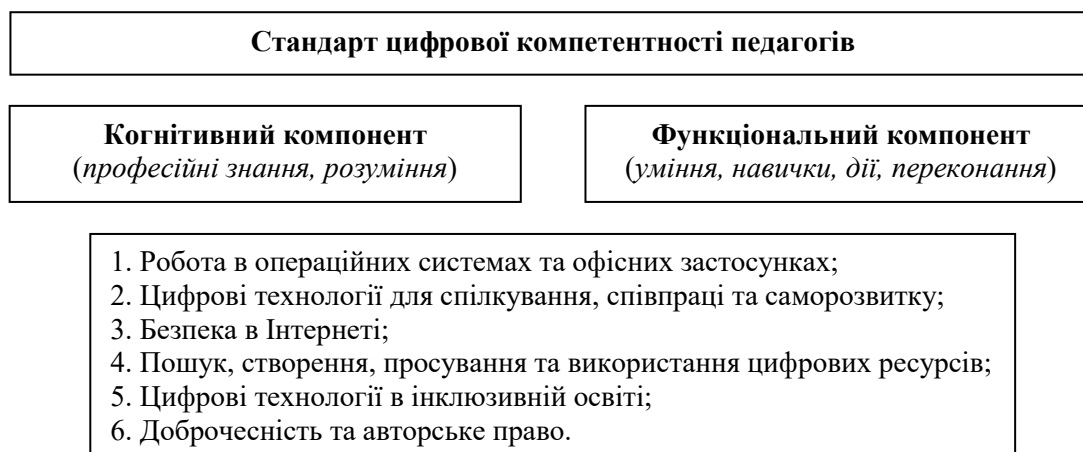 Стандарт цифрової компетентності педагогів
Когнітивний компонент
(професійні знання, розуміння)
Функціональний компонент
(уміння, навички, дії, переконання)
1. Робота в операційних системах та офісних застосунках;
2. Цифрові технології для спілкування, співпраці та саморозвитку;
3. Безпека в Інтернеті;
4. Пошук, створення, просування та використання цифрових ресурсів;
5. Цифрові технології в інклюзивній освіті;
6. Доброчесність та авторське право.